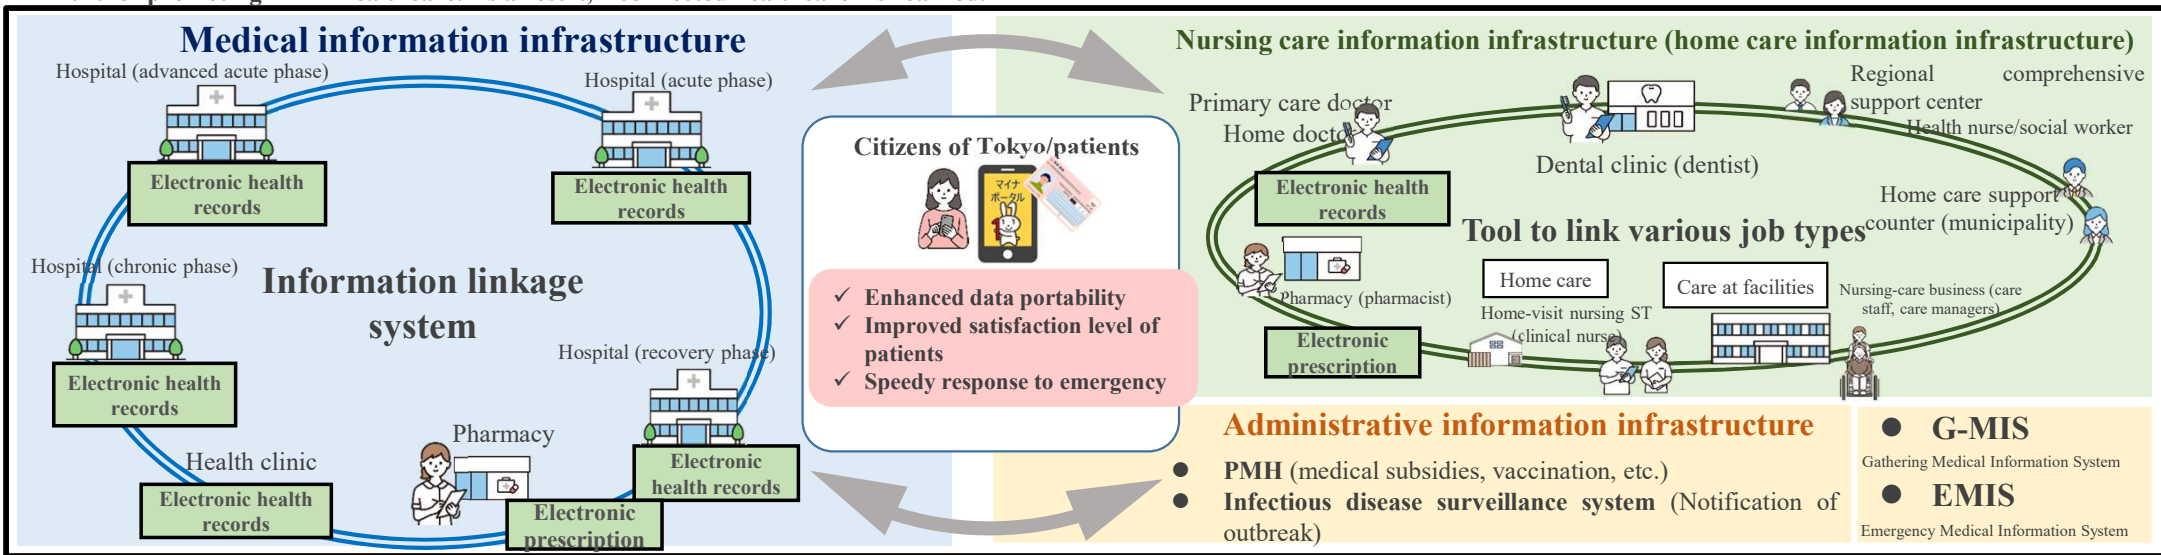 Medical information infrastructure
Hospital (advanced acute phase)
Hospital (acute phase)
Electronic health
records
Electronic health
records
Hospital (chronic phase)
Information linkage
system
Electronic health
records
Hospital (recovery phase)
Electronic
health records
Pharmacy
Electronic
prescription
Health clinic
Electronic health
records
Citizens of Tokyo/patients
マイナ
ポータル
✓ Enhanced data portability
✓ Improved satisfaction level of
patients
✓ Speedy response to emergency
Nursing care information infrastructure (home care information infrastructure)
Primary care doctor
Home doctor
Electronic health
records
Dental clinic (dentist)
Regional comprehensive
support center
Health nurse/social worker
Home care support
counter (municipality)
Tool to link various job types
Pharmacy (pharmacist)
Electronic
prescription
Home care
Home-visit nursing ST
(clinical nurse)
Care at facilities
Nursing-care business (care
staff, care managers)
Administrative information infrastructure
● PMH (medical subsidies, vaccination, etc.)
● Infectious disease surveillance system (Notification of
outbreak)
● G-MIS
Gathering Medical Information System
● EMIS
Emergency Medical Information System